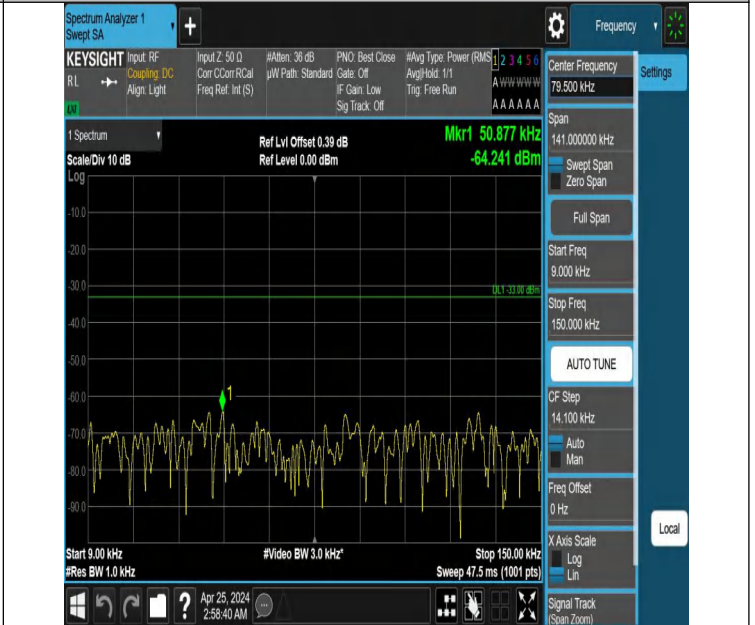 Spectrum Analyzer 1
Swept SA
+
Frequency
KEYSIGHT
RL
Input: RF
Coupling: DC
Align: Light
Input Z: 50 Ω
Corr CCorr RCal
Freq Ref: Int (S)
#Atten: 36 dB
µW Path: Standard
PNO: Best Close
Gate: Off
IF Gain: Low
Sig Track: Off
#Avg Type: Power (RMS
Avg|Hold: 1/1
Trig: Free Run
1 2 3 4 5 6
A W W W W W
A A A A A A
LXI
1 Spectrum
Scale/Div 10 dB
Log
Ref Lvl Offset 0.39 dB
Ref Level 0.00 dBm
Mkr1 50.877 kHz
-64.241 dBm
-10.0
-20.0
-30.0
DL1 -33.00 dBm
-40.0
-50.0
-60.0
1
-70.0
-80.0
-90.0
Start 9.00 kHz
#Res BW 1.0 kHz
#Video BW 3.0 kHz*
Stop 150.00 kHz
Sweep 47.5 ms (1001 pts)
?
Apr 25, 2024
2:58:40 AM
Center Frequency
79.500 kHz
Span
141.000000 kHz
Swept Span
Zero Span
Full Span
Start Freq
9.000 kHz
Stop Freq
150.000 kHz
AUTO TUNE
CF Step
14.100 kHz
Auto
Man
Freq Offset
0 Hz
X Axis Scale
Log
Lin
Signal Track
(Span Zoom)
Settings
Local